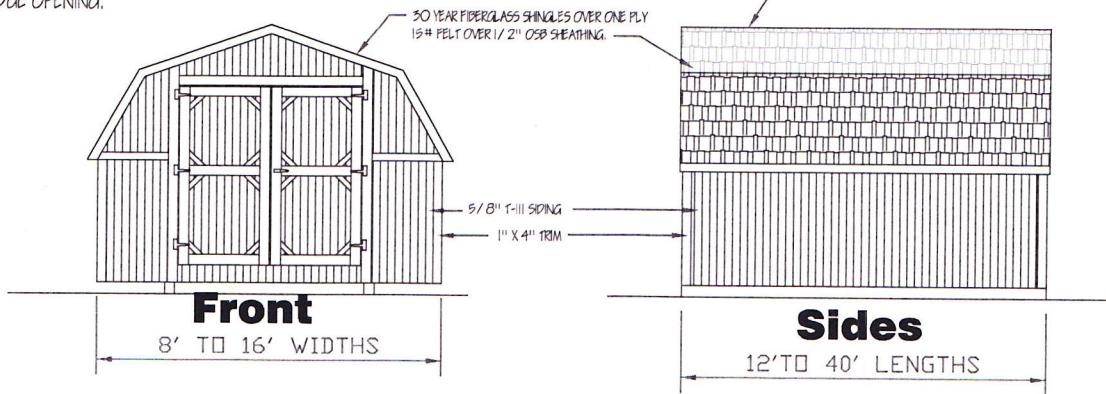 OPENING.
30 YEAR FIBERGLASS SHINGLES OVER ONE PLY
15# FELT OVER 1/2" OSB SHEATHING.
5/8" T-111 SIDING
1" X 4" TRIM
Front
8' TO 16' WIDTHS
Sides
12'TO 40' LENGTHS